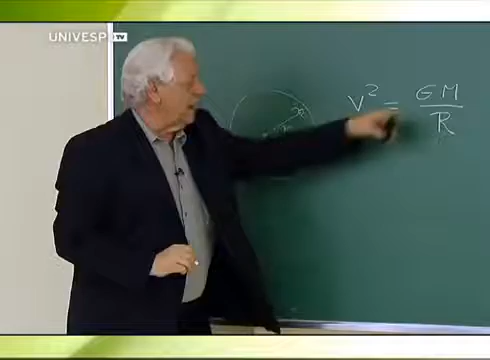 UNIVESP TV
V² = GM/R